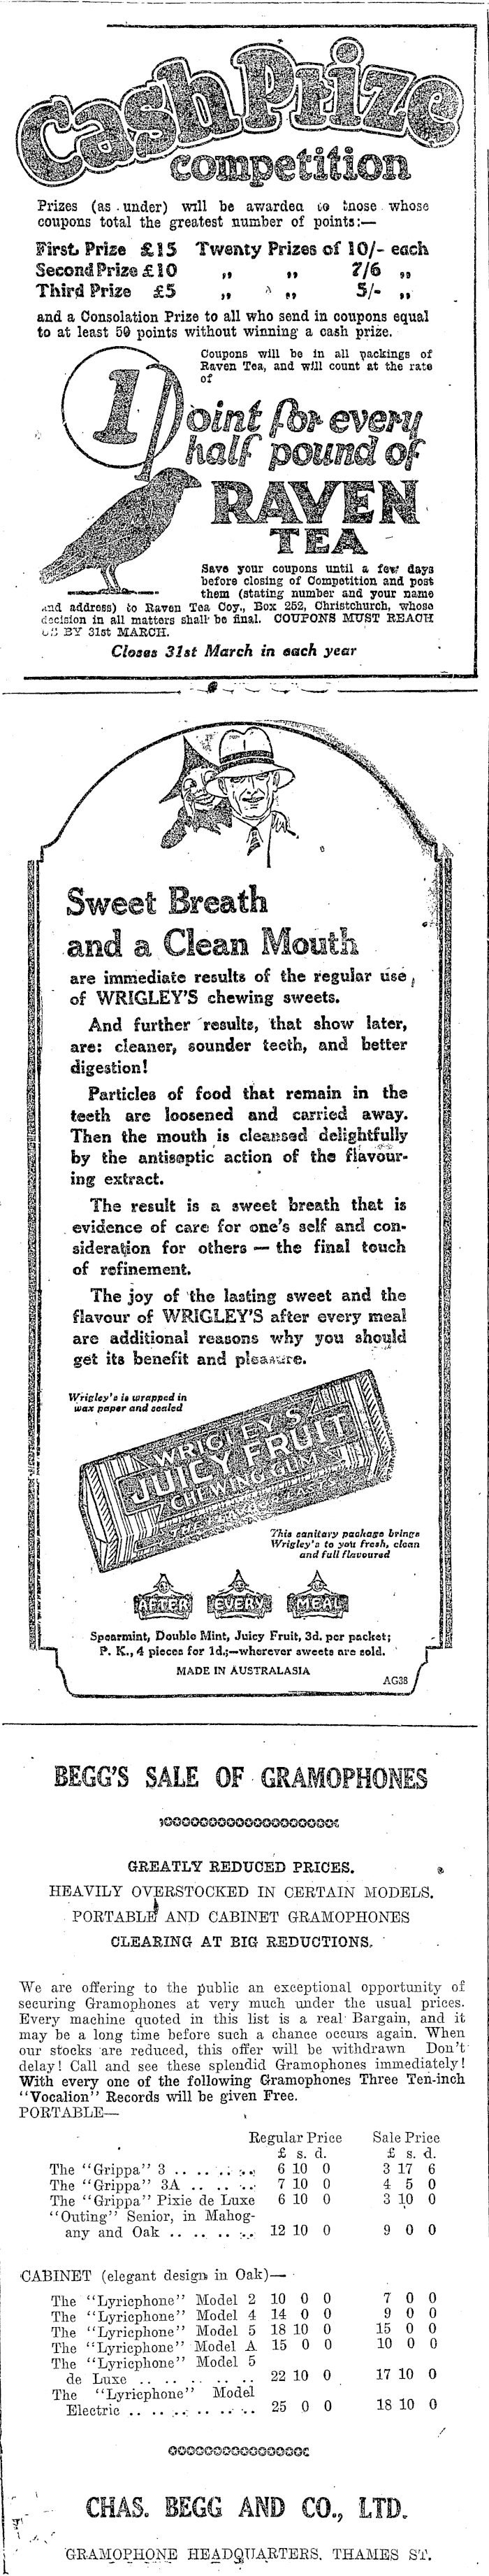 Cash Prize
competition
Prizes (as under) will be awarded to those whose
coupons total the greatest number of points:—
First Prize £15 Twenty Prizes of 10/- each
Second Prize £10 ,, ,, 7/6 ,,
Third Prize £5 ,, ,, 5/- ,,
and a Consolation Prize to all who send in coupons equal
to at least 50 points without winning a cash prize.
Coupons will be in all packings of
Raven Tea, and will count at the rate
of
1 Point for every
half pound of
RAVEN
TEA
Save your coupons until a few days
before closing of Competition and post
them (stating number and your name
and address) to Raven Tea Coy., Box 252, Christchurch, whose
decision in all matters shall be final. COUPONS MUST REACH
US BY 31st MARCH.
Closes 31st March in each year
Sweet Breath
and a Clean Mouth
are immediate results of the regular use,
of WRIGLEY'S chewing sweets.
And further results, that show later,
are: cleaner, sounder teeth, and better
digestion!
Particles of food that remain in the
teeth are loosened and carried away.
Then the mouth is cleansed delightfully
by the antiseptic action of the flavour-
ing extract.
The result is a sweet breath that is
evidence of care for one's self and con-
sideration for others — the final touch
of refinement.
The joy of the lasting sweet and the
flavour of WRIGLEY'S after every meal
are additional reasons why you should
get its benefit and pleasure.
Wrigley's is wrapped in
wax paper and sealed
WRIGLEY'S
JUICY FRUIT
CHEWING GUM
THE FLAVOUR LASTS
This sanitary package brings
Wrigley's to you fresh, clean
and full flavoured
AFTER EVERY MEAL
Spearmint, Double Mint, Juicy Fruit, 3d. per packet;
P. K., 4 pieces for 1d.;—wherever sweets are sold.
MADE IN AUSTRALASIA
AG38
BEGG'S SALE OF GRAMOPHONES
GREATLY REDUCED PRICES.
HEAVILY OVERSTOCKED IN CERTAIN MODELS.
PORTABLE AND CABINET GRAMOPHONES
CLEARING AT BIG REDUCTIONS.
We are offering to the public an exceptional opportunity of
securing Gramophones at very much under the usual prices.
Every machine quoted in this list is a real Bargain, and it
may be a long time before such a chance occurs again. When
our stocks are reduced, this offer will be withdrawn Don't
delay! Call and see these splendid Gramophones immediately!
With every one of the following Gramophones Three Ten-inch
"Vocalion" Records will be given Free.
PORTABLE—
Regular Price Sale Price
£ s. d. £ s. d.
The "Grippa" 3 .. .. .. .. 6 10 0 3 17 6
The "Grippa" 3A .. .. .. 7 10 0 4 5 0
The "Grippa" Pixie de Luxe 6 10 0 3 10 0
"Outing" Senior, in Mahog-
any and Oak .. .. .. .. 12 10 0 9 0 0
CABINET (elegant design in Oak)—
The "Lyricphone" Model 2 10 0 0 7 0 0
The "Lyricphone" Model 4 14 0 0 9 0 0
The "Lyricphone" Model 5 18 10 0 15 0 0
The "Lyricphone" Model A 15 0 0 10 0 0
The "Lyricphone" Model 5
de Luxe .. .. .. .. .. 22 10 0 17 10 0
The "Lyricphone" Model
Electric .. .. .. .. .. .. 25 0 0 18 10 0
CHAS. BEGG AND CO., LTD.
GRAMOPHONE HEADQUARTERS. THAMES ST.